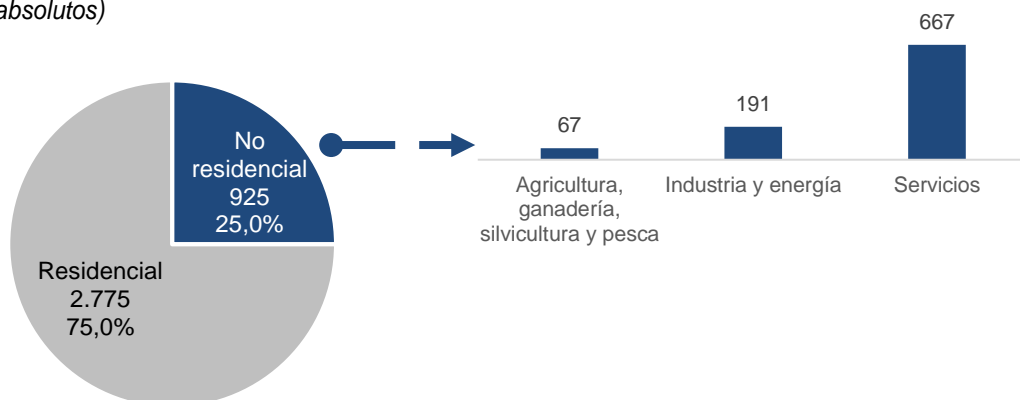 absolutos)
No
residencial
925
25,0%
Residencial
2.775
75,0%
667
191
67
Agricultura,
ganadería,
silvicultura y pesca
Industria y energía
Servicios